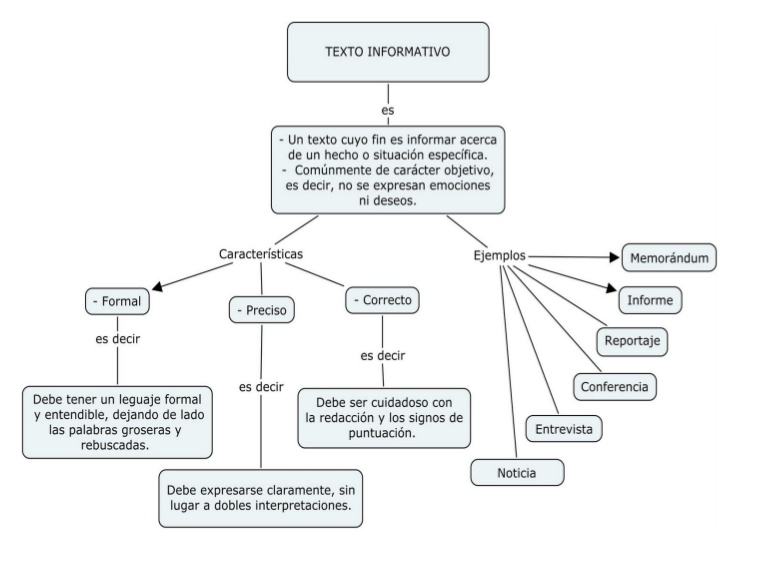 TEXTO INFORMATIVO
es
- Un texto cuyo fin es informar acerca
de un hecho o situación específica.
- Comúnmente de carácter objetivo,
es decir, no se expresan emociones
ni deseos.
Características
- Formal
es decir
Debe tener un leguaje formal
y entendible, dejando de lado
las palabras groseras y
rebuscadas.
- Preciso
es decir
Debe expresarse claramente, sin
lugar a dobles interpretaciones.
- Correcto
es decir
Debe ser cuidadoso con
la redacción y los signos de
puntuación.
Ejemplos
Memorándum
Informe
Reportaje
Conferencia
Entrevista
Noticia